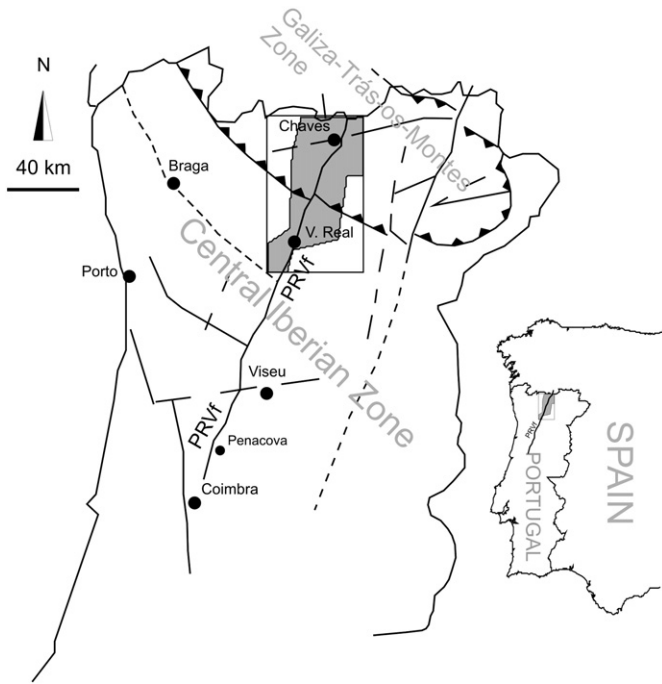 Galiza-Trás-os-Montes
Zone
N
40 km
Chaves
Braga
V. Real
PRVf
Porto
Central Iberian Zone
Viseu
PRVf
Penacova
Coimbra
PRVf
PORTUGAL
SPAIN